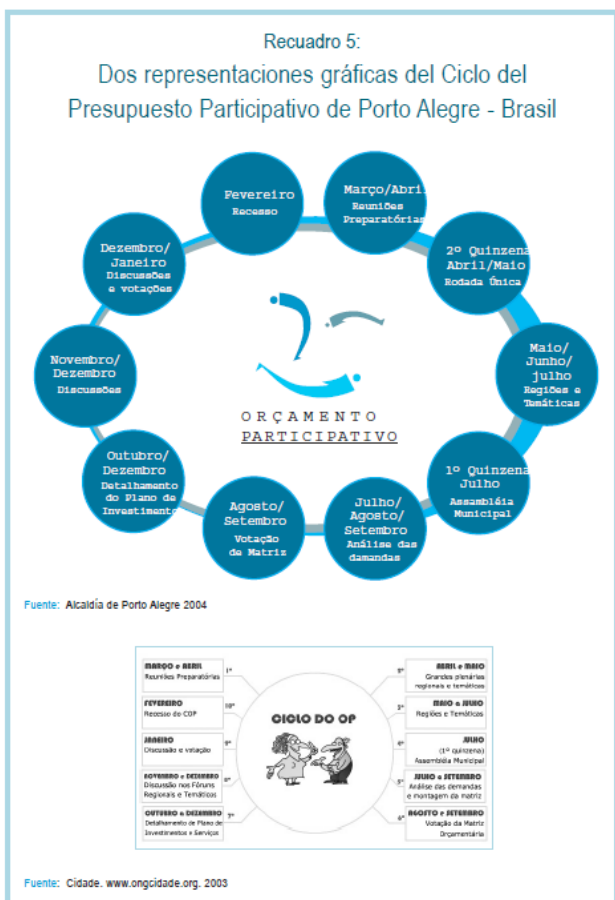 Recuadro 5:
Dos representaciones gráficas del Ciclo del
Presupuesto Participativo de Porto Alegre - Brasil
Fevereiro
Recesso
Março/Abril
Reuniões
Preparatórias
2º Quinzena
Abril/Maio
Rodada Única
Maio/
Junho/
julho
Regiões e
Temáticas
1º Quinzena
Julho
Assambléia
Municipal
Julho/
Agosto/
Setembro
Análise das
damandas
Agosto/
Setembro
Votação
de Matriz
Outubro/
Dezembro
Detalhamento
do Plano de
Investimento
Novembro/
Dezembro
Discussões
Dezembro/
Janeiro
Discussões
e votações
ORÇAMENTO
PARTICIPATIVO
Fuente: Alcaldía de Porto Alegre 2004
CICLO DO OP
MARÇO e ABRIL
Reuniões Preparatórias
1º
FEVEREIRO
Recesso do COP
10º
JANEIRO
Discussão e votação
9º
NOVEMBRO e DEZEMBRO
Discussão nos Fóruns
Regionais e Temáticos
8º
OUTUBRO a DEZEMBRO
Detalhamento de Plano de
Investimentos e Serviços
7º
2º
ABRIL e MAIO
Grandes plenárias
regionais e temáticas
3º
MAIO a JULHO
Regiões e Temáticas
4º
JULHO
(1º quinzena)
Assembléia Municipal
5º
JULHO a SETEMBRO
Análise das demandas
e montagem da matriz
6º
AGOSTO e SETEMBRO
Votação da Matriz
Orçamentária
Fuente: Cidade. www.ongcidade.org. 2003